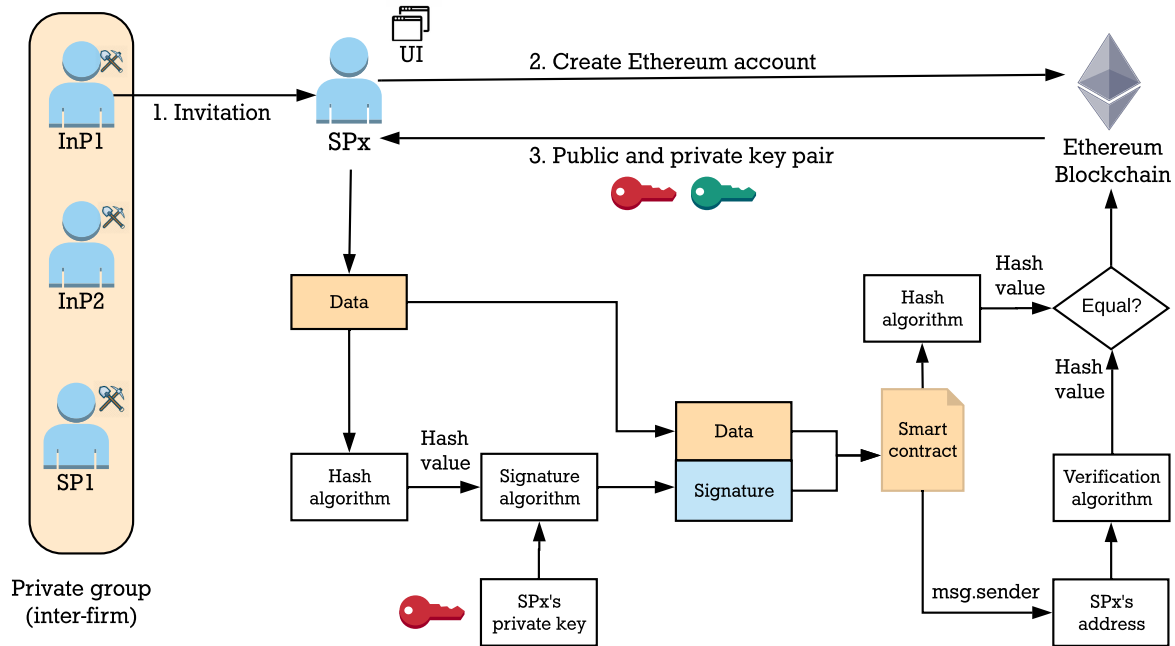 UI
2. Create Ethereum account
1. Invitation
InP1
SPx
3. Public and private key pair
Ethereum
Blockchain
InP2
SP1
Private group
(inter-firm)
Data
Hash
algorithm
Hash
value
Signature
algorithm
SPx's
private key
Data
Signature
Smart
contract
Hash
algorithm
Hash
value
Equal?
Hash
value
Verification
algorithm
msg.sender
SPx's
address